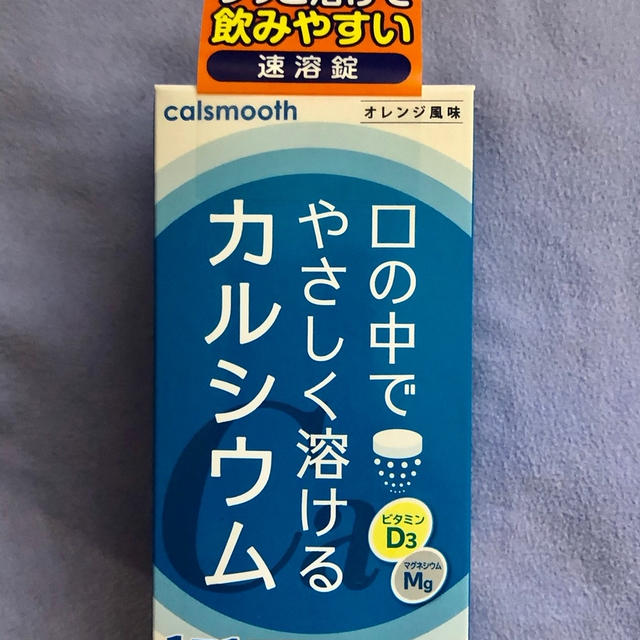 飲みやすい
速溶錠
calsmooth
オレンジ風味
口の中で
やさしく溶ける
カルシウム
Ca
ビタミン
D3
マグネシウム
Mg